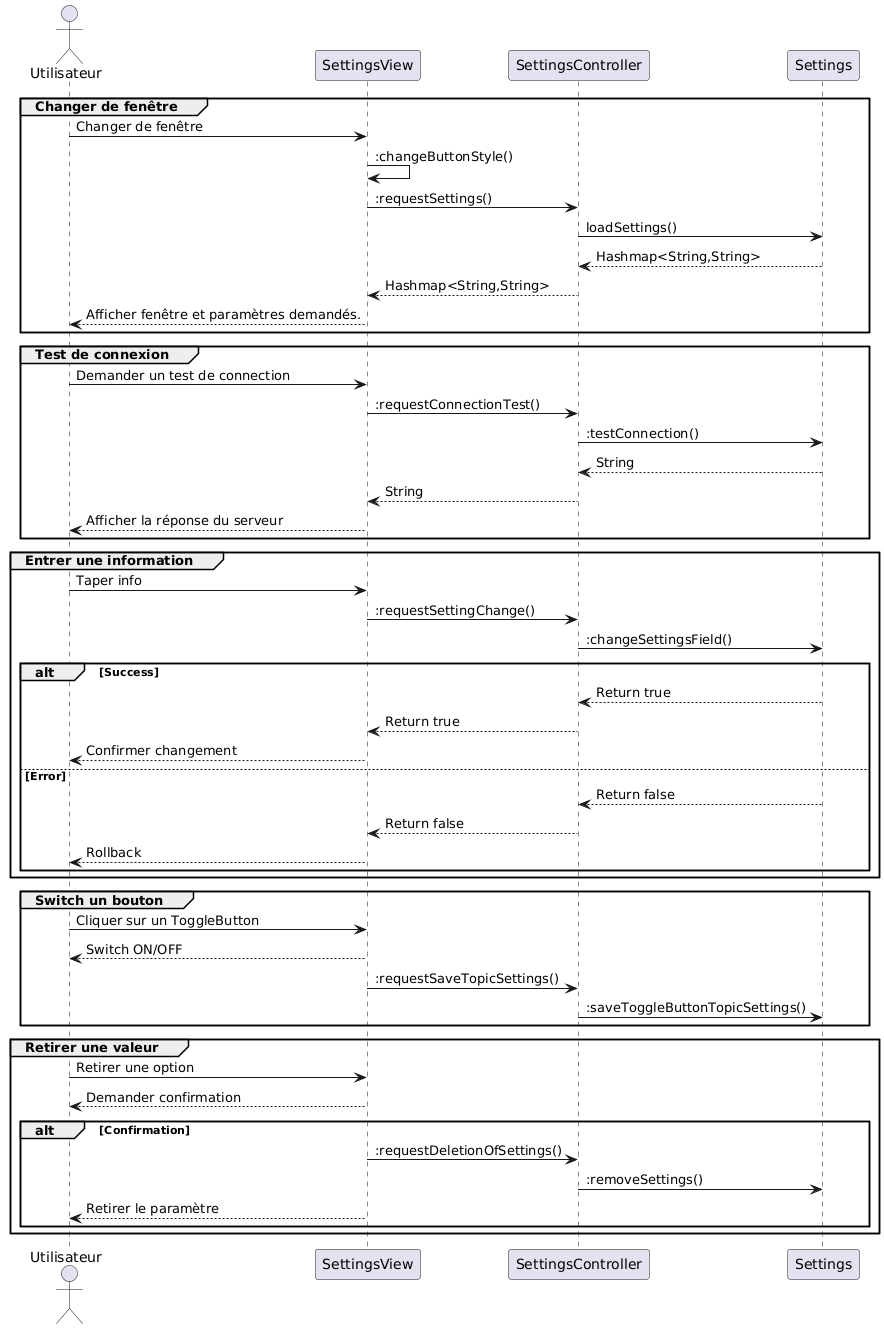 Utilisateur
SettingsView
SettingsController
Settings
Changer de fenêtre
Changer de fenêtre
:changeButtonStyle()
:requestSettings()
loadSettings()
Hashmap<String,String>
Hashmap<String,String>
Afficher fenêtre et paramètres demandés.
Test de connexion
Demander un test de connection
:requestConnectionTest()
:testConnection()
String
String
Afficher la réponse du serveur
Entrer une information
Taper info
:requestSettingChange()
:changeSettingsField()
alt [Success]
Return true
Return true
Confirmer changement
[Error]
Return false
Return false
Rollback
Switch un bouton
Cliquer sur un ToggleButton
Switch ON/OFF
:requestSaveTopicSettings()
:saveToggleButtonTopicSettings()
Retirer une valeur
Retirer une option
Demander confirmation
alt [Confirmation]
:requestDeletionOfSettings()
:removeSettings()
Retirer le paramètre
Utilisateur
SettingsView
SettingsController
Settings